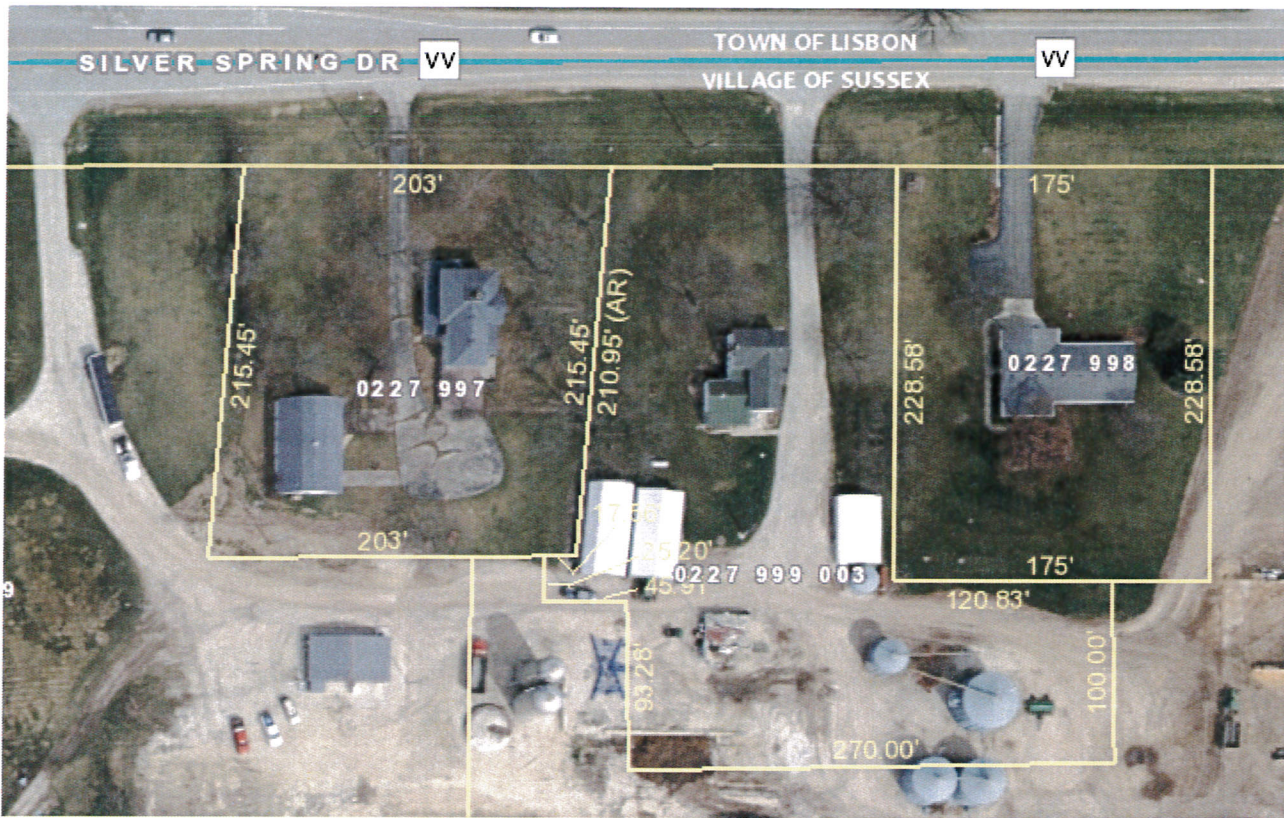 TOWN OF LISBON
SILVER SPRING DR VV
VV
VILLAGE OF SUSSEX
203'
175'
215.45'
215.45'
210.95' (AR)
0227 997
0227 998
228.58'
228.58'
203'
25.20'
0227 999 003
45.91'
175'
120.83'
9
93.28'
100.00'
270.00'